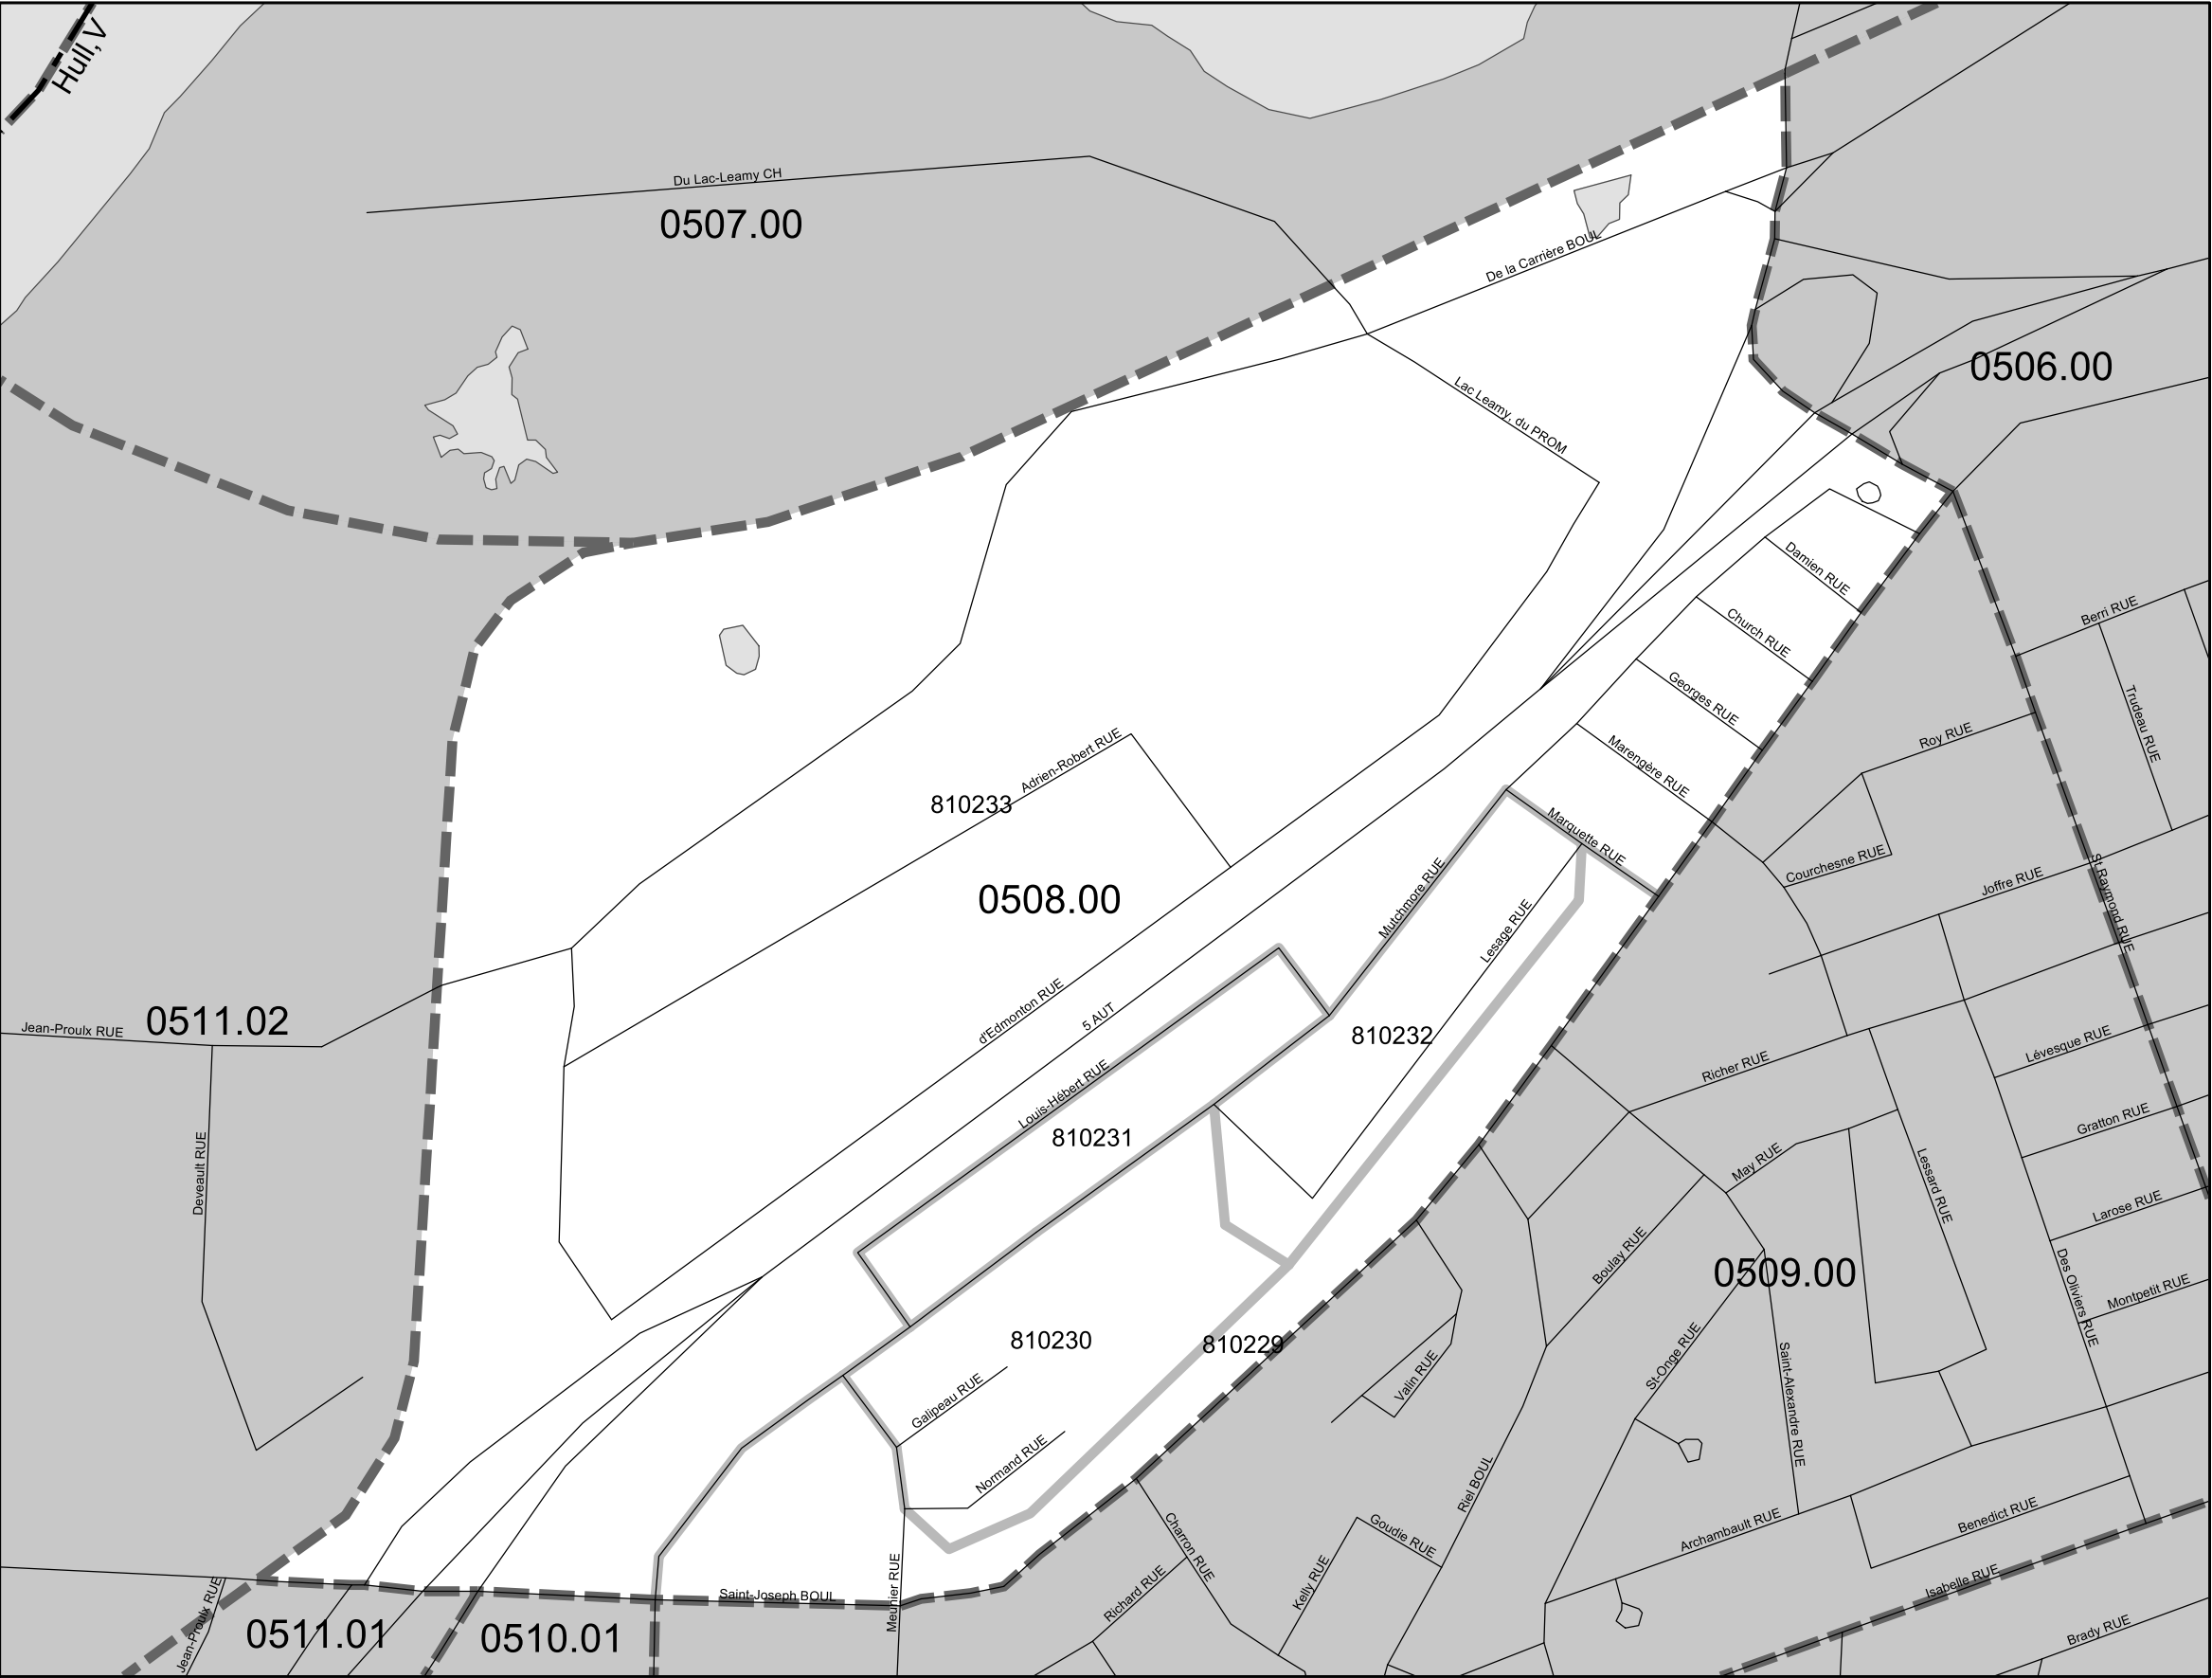 Hull, V
Du Lac-Leamy CH
0507.00
De la Carrière BOUL
0506.00
Lac Leamy, du PROM
Damien RUE
Church RUE
Berri RUE
Georges RUE
Trudeau RUE
Roy RUE
Marengère RUE
Adrien-Robert RUE
810233
Marquette RUE
Courchesne RUE
Joffre RUE
St-Raymond RUE
0508.00
Mutchmore RUE
Lesage RUE
0511.02
Jean-Proulx RUE
d'Edmonton RUE
5 AUT
810232
Lévesque RUE
Richer RUE
Louis-Hébert RUE
810231
Gratton RUE
Deveault RUE
May RUE
Lessard RUE
Larose RUE
Boulay RUE
0509.00
Des Oliviers RUE
Montpetit RUE
810230
810229
St-Onge RUE
Valin RUE
Saint-Alexandre RUE
Galipeau RUE
Normand RUE
Riel BOUL
Charron RUE
Goudie RUE
Archambault RUE
Benedict RUE
Isabelle RUE
Kelly RUE
Richard RUE
Meunier RUE
Saint-Joseph BOUL
Jean-Proulx RUE
0511.01
0510.01
Brady RUE